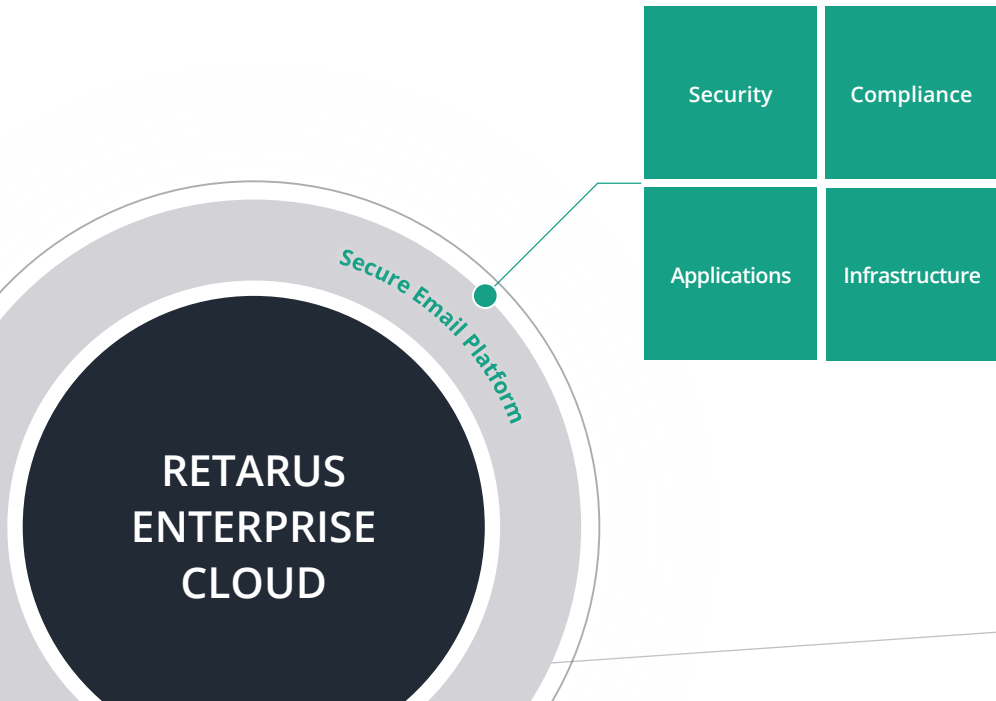 Security
Compliance
Applications
Infrastructure
Secure Email Platform
RETARUS
ENTERPRISE
CLOUD